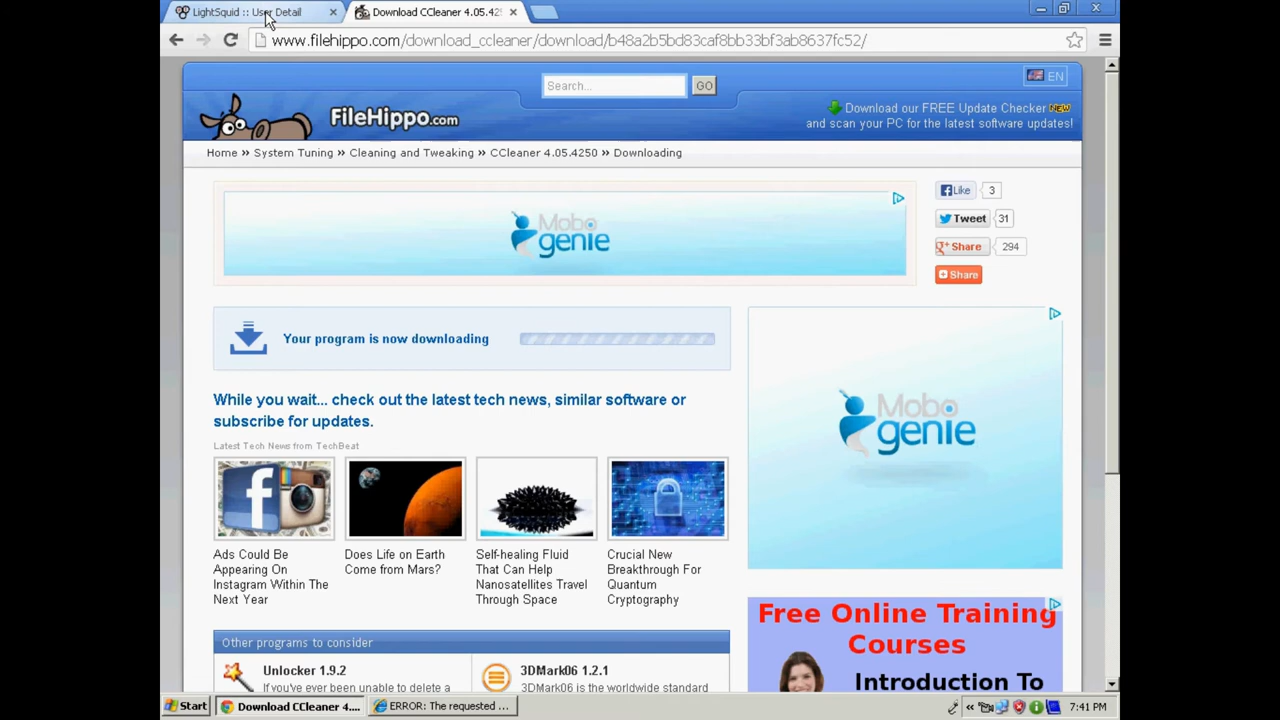 LightSquid :: User Detail
Download CCleaner 4.05.42
www.filehippo.com/download_ccleaner/download/b48a2b5bd83caf8bb33bf3ab8637fc52/
Search...
GO
EN
FileHippo.com
Download our FREE Update Checker NEW
and scan your PC for the latest software updates!
Home » System Tuning » Cleaning and Tweaking » CCleaner 4.05.4250 » Downloading
Mobo
genie
Like 3
Tweet 31
Share 294
Share
Your program is now downloading
While you wait... check out the latest tech news, similar software or
subscribe for updates.
Latest Tech News from TechBeat
Ads Could Be
Appearing On
Instagram Within The
Next Year
Does Life on Earth
Come from Mars?
Self-healing Fluid
That Can Help
Nanosatellites Travel
Through Space
Crucial New
Breakthrough For
Quantum
Cryptography
Mobo
genie
Other programs to consider
Unlocker 1.9.2
If you've ever been unable to delete a
3DMark06 1.2.1
3DMark06 is the worldwide standard
Free Online Training
Courses
Introduction To
Start
Download CCleaner 4....
ERROR: The requested ...
7:41 PM